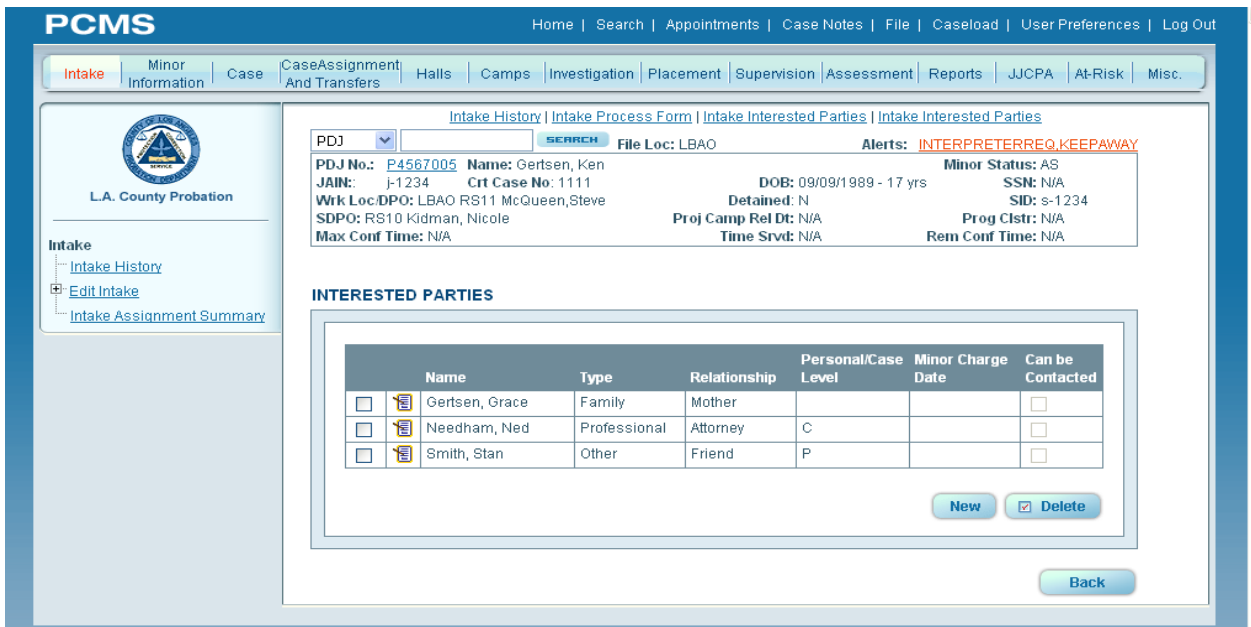 PCMS
Home | Search | Appointments | Case Notes | File | Caseload | User Preferences | Log Out
Intake
Minor Information
Case
CaseAssignment And Transfers
Halls
Camps
Investigation
Placement
Supervision
Assessment
Reports
JJCPA
At-Risk
Misc.
L.A. County Probation
Intake
Intake History
Edit Intake
Intake Assignment Summary
Intake History | Intake Process Form | Intake Interested Parties | Intake Interested Parties
PDJ SEARCH File Loc: LBAO Alerts: INTERPRETERREQ,KEEPAWAY
PDJ No.: P4567005 Name: Gertsen, Ken Minor Status: AS
JAIN:: j-1234 Crt Case No: 1111 DOB: 09/09/1989 - 17 yrs SSN: N/A
Wrk Loc/DPO: LBAO RS11 McQueen,Steve Detained: N SID: s-1234
SDPO: RS10 Kidman, Nicole Proj Camp Rel Dt: N/A Prog Clstr: N/A
Max Conf Time: N/A Time Srvd: N/A Rem Conf Time: N/A
INTERESTED PARTIES
Name Type Relationship Personal/Case Level Minor Charge Date Can be Contacted
Gertsen, Grace Family Mother
Needham, Ned Professional Attorney C
Smith, Stan Other Friend P
New Delete
Back